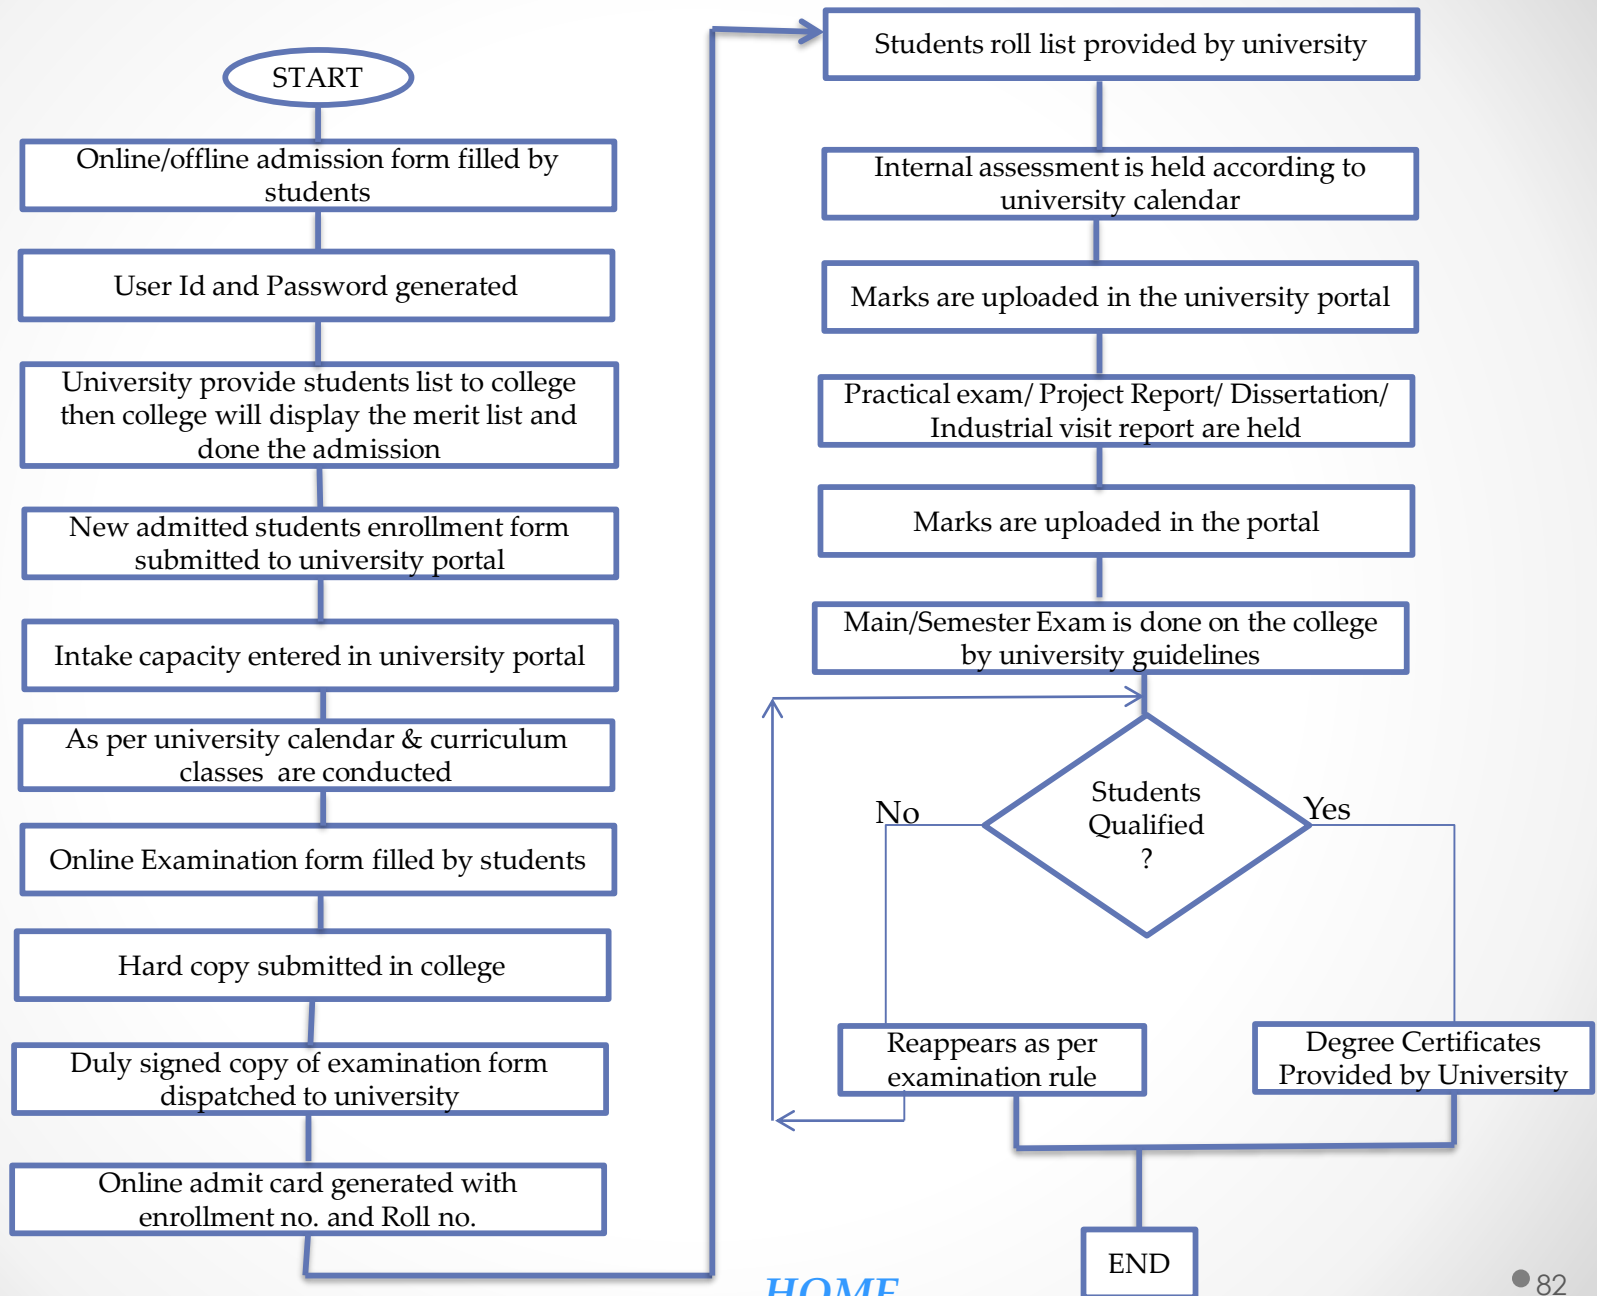 START
Online/offline admission form filled by
students
User Id and Password generated
University provide students list to college
then college will display the merit list and
done the admission
New admitted students enrollment form
submitted to university portal
Intake capacity entered in university portal
As per university calendar & curriculum
classes are conducted
Online Examination form filled by students
Hard copy submitted in college
Duly signed copy of examination form
dispatched to university
Online admit card generated with
enrollment no. and Roll no.
Students roll list provided by university
Internal assessment is held according to
university calendar
Marks are uploaded in the university portal
Practical exam/ Project Report/ Dissertation/
Industrial visit report are held
Marks are uploaded in the portal
Main/Semester Exam is done on the college
by university guidelines
Students
Qualified
?
No
Yes
Reappears as per
examination rule
Degree Certificates
Provided by University
END
HOME
82